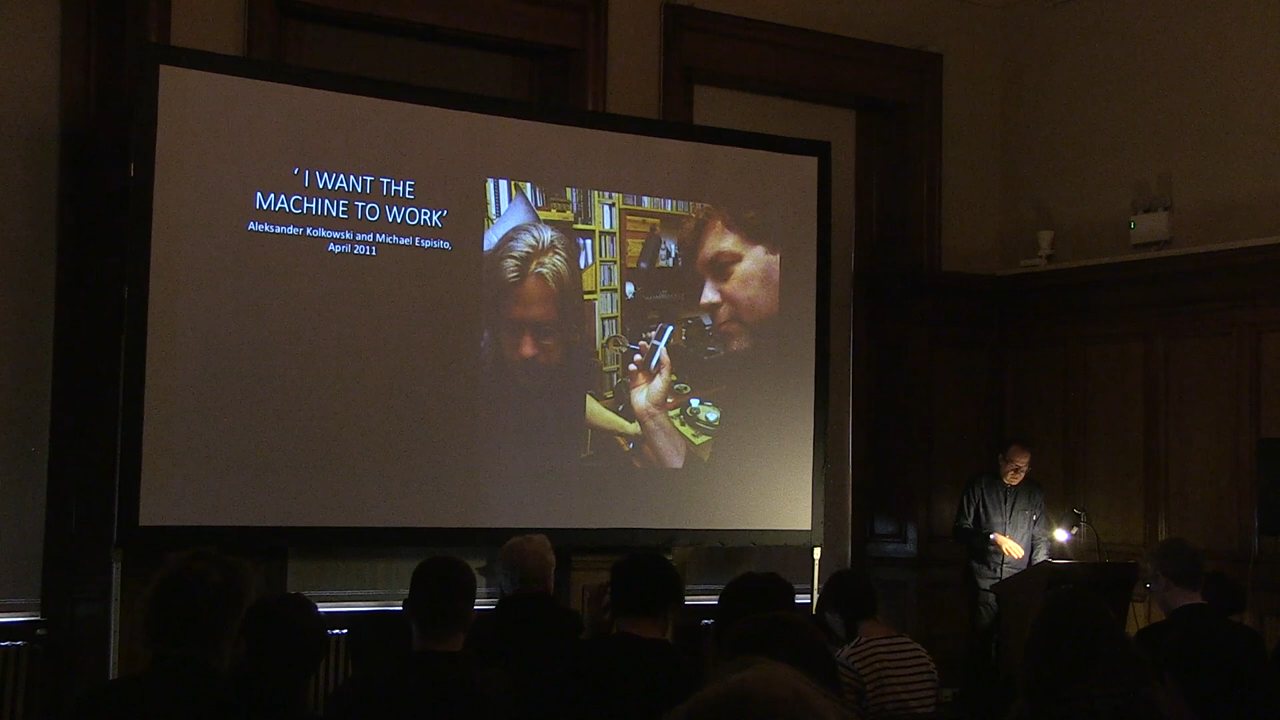 ‘ I WANT THE
MACHINE TO WORK’
Aleksander Kolkowski and Michael Espisito,
April 2011